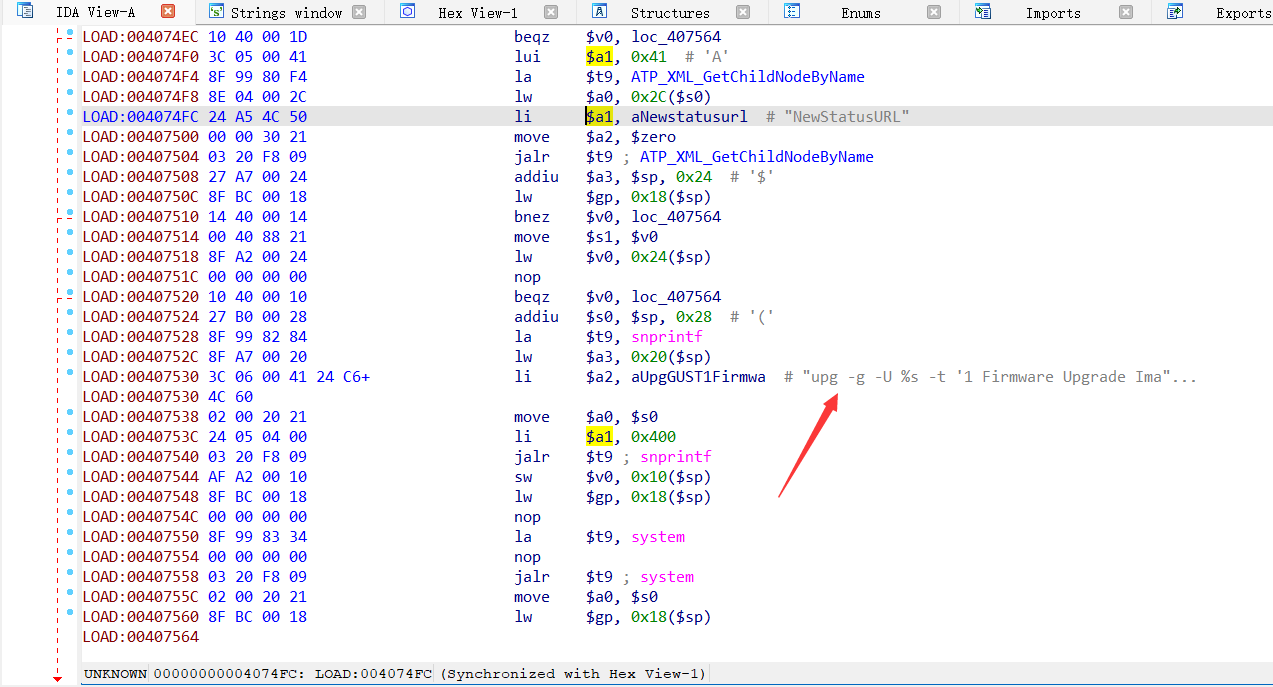 IDA View-A Strings window Hex View-1 Structures Enums Imports Exports
LOAD:004074EC 10 40 00 1D beqz $v0, loc_407564
LOAD:004074F0 3C 05 00 41 lui $a1, 0x41 # 'A'
LOAD:004074F4 8F 99 80 F4 la $t9, ATP_XML_GetChildNodeByName
LOAD:004074F8 8E 04 00 2C lw $a0, 0x2C($s0)
LOAD:004074FC 24 A5 4C 50 li $a1, aNewstatusurl # "NewStatusURL"
LOAD:00407500 00 00 30 21 move $a2, $zero
LOAD:00407504 03 20 F8 09 jalr $t9 ; ATP_XML_GetChildNodeByName
LOAD:00407508 27 A7 00 24 addiu $a3, $sp, 0x24 # '$'
LOAD:0040750C 8F BC 00 18 lw $gp, 0x18($sp)
LOAD:00407510 14 40 00 14 bnez $v0, loc_407564
LOAD:00407514 00 40 88 21 move $s1, $v0
LOAD:00407518 8F A2 00 24 lw $v0, 0x24($sp)
LOAD:0040751C 00 00 00 00 nop
LOAD:00407520 10 40 00 10 beqz $v0, loc_407564
LOAD:00407524 27 B0 00 28 addiu $s0, $sp, 0x28 # '('
LOAD:00407528 8F 99 82 84 la $t9, snprintf
LOAD:0040752C 8F A7 00 20 lw $a3, 0x20($sp)
LOAD:00407530 3C 06 00 41 24 C6+ li $a2, aUpgGUST1Firmwa # "upg -g -U %s -t '1 Firmware Upgrade Ima"...
LOAD:00407530 4C 60
LOAD:00407538 02 00 20 21 move $a0, $s0
LOAD:0040753C 24 05 04 00 li $a1, 0x400
LOAD:00407540 03 20 F8 09 jalr $t9 ; snprintf
LOAD:00407544 AF A2 00 10 sw $v0, 0x10($sp)
LOAD:00407548 8F BC 00 18 lw $gp, 0x18($sp)
LOAD:0040754C 00 00 00 00 nop
LOAD:00407550 8F 99 83 34 la $t9, system
LOAD:00407554 00 00 00 00 nop
LOAD:00407558 03 20 F8 09 jalr $t9 ; system
LOAD:0040755C 02 00 20 21 move $a0, $s0
LOAD:00407560 8F BC 00 18 lw $gp, 0x18($sp)
LOAD:00407564
UNKNOWN 00000000004074FC: LOAD:004074FC (Synchronized with Hex View-1)